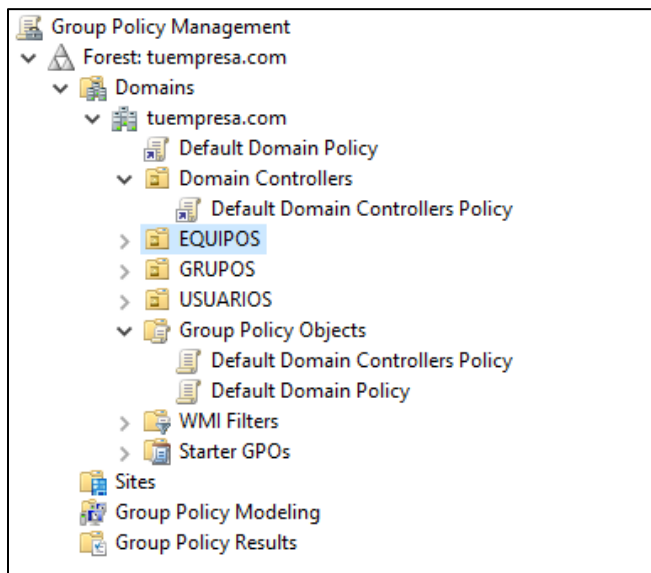 Group Policy Management
Forest: tuempresa.com
Domains
tuempresa.com
Default Domain Policy
Domain Controllers
Default Domain Controllers Policy
EQUIPOS
GRUPOS
USUARIOS
Group Policy Objects
Default Domain Controllers Policy
Default Domain Policy
WMI Filters
Starter GPOs
Sites
Group Policy Modeling
Group Policy Results